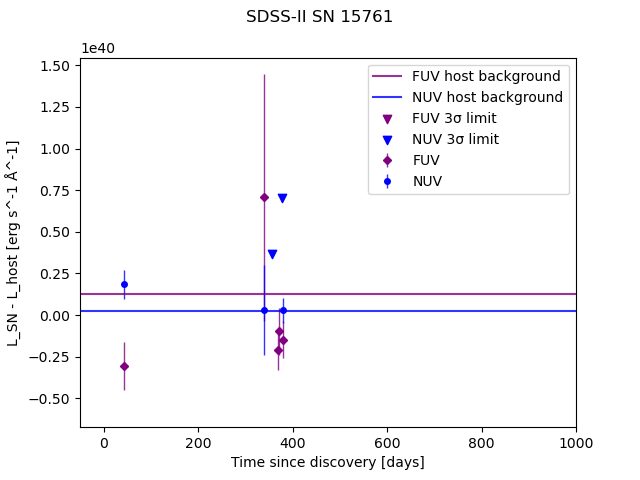 SDSS-II SN 15761
1e40
1.50
1.25
1.00
0.75
0.50
0.25
0.00
−0.25
−0.50
L_SN - L_host [erg s^-1 Å^-1]
FUV host background
NUV host background
FUV 3σ limit
NUV 3σ limit
FUV
NUV
0 200 400 600 800 1000
Time since discovery [days]